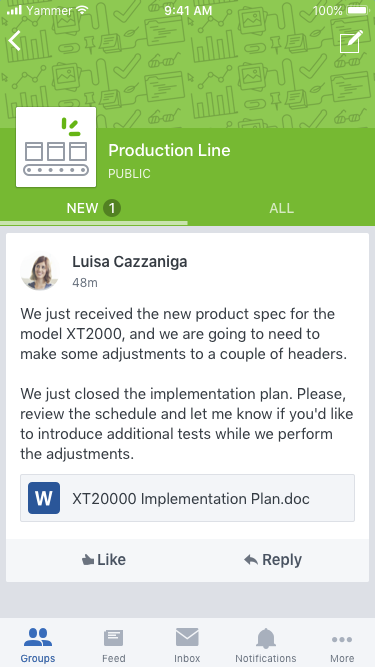 Yammer 9:41 AM 100%
Production Line
PUBLIC
NEW 1 ALL
Luisa Cazzaniga
48m
We just received the new product spec for the
model XT2000, and we are going to need to
make some adjustments to a couple of headers.
We just closed the implementation plan. Please,
review the schedule and let me know if you'd like
to introduce additional tests while we perform
the adjustments.
W XT20000 Implementation Plan.doc
Like Reply
Groups Feed Inbox Notifications More